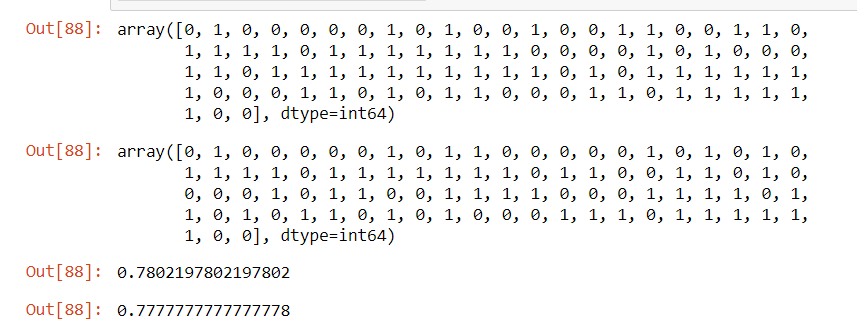 Out[88]: array([0, 1, 0, 0, 0, 0, 0, 1, 0, 1, 0, 0, 1, 0, 0, 1, 1, 0, 0, 1, 1, 0,
1, 1, 1, 1, 0, 1, 1, 1, 1, 1, 1, 1, 0, 0, 0, 0, 1, 0, 1, 0, 0, 0,
1, 1, 0, 1, 1, 1, 1, 1, 1, 1, 1, 1, 1, 0, 1, 0, 1, 1, 1, 1, 1, 1,
1, 0, 0, 0, 1, 1, 0, 1, 0, 1, 1, 0, 0, 0, 1, 1, 0, 1, 1, 1, 1, 1,
1, 0, 0], dtype=int64)
Out[88]: array([0, 1, 0, 0, 0, 0, 0, 1, 0, 1, 1, 0, 0, 0, 0, 0, 1, 0, 1, 0, 1, 0,
1, 1, 1, 1, 0, 1, 1, 1, 1, 1, 1, 1, 0, 1, 1, 0, 0, 1, 1, 0, 1, 0,
0, 0, 0, 1, 0, 1, 1, 0, 0, 1, 1, 1, 1, 0, 0, 0, 1, 1, 1, 1, 0, 1,
1, 0, 1, 0, 1, 1, 0, 1, 0, 1, 0, 0, 0, 1, 1, 1, 0, 1, 1, 1, 1, 1,
1, 0, 0], dtype=int64)
Out[88]: 0.7802197802197802
Out[88]: 0.7777777777777778